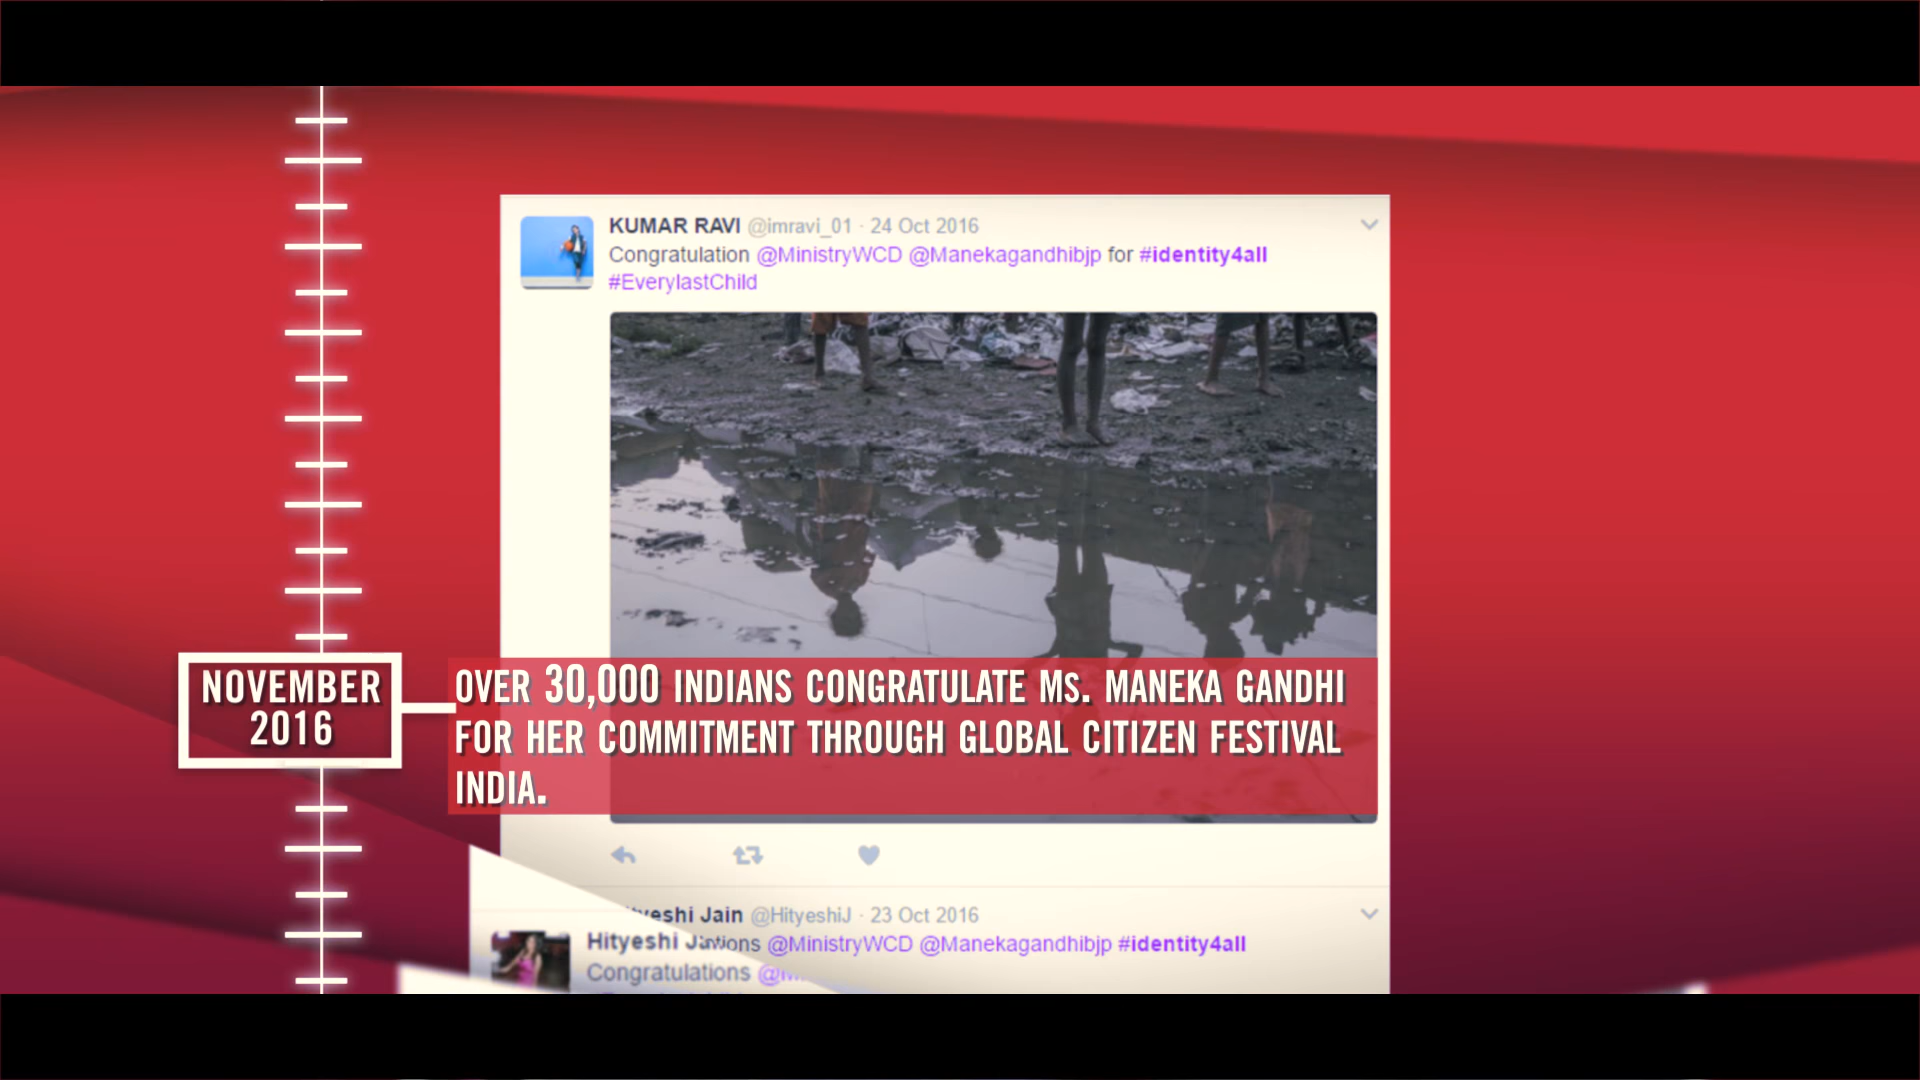 KUMAR RAVI @imravi_01 · 24 Oct 2016
Congratulation @MinistryWCD @Manekagandhibjp for #identity4all
#EverylastChild
NOVEMBER
2016
OVER 30,000 INDIANS CONGRATULATE Ms. MANEKA GANDHI
FOR HER COMMITMENT THROUGH GLOBAL CITIZEN FESTIVAL
INDIA.
Jain @HityeshiJ · 23 Oct 2016
@MinistryWCD @Manekagandhibjp #identity4all
Hityeshi
Congratulations